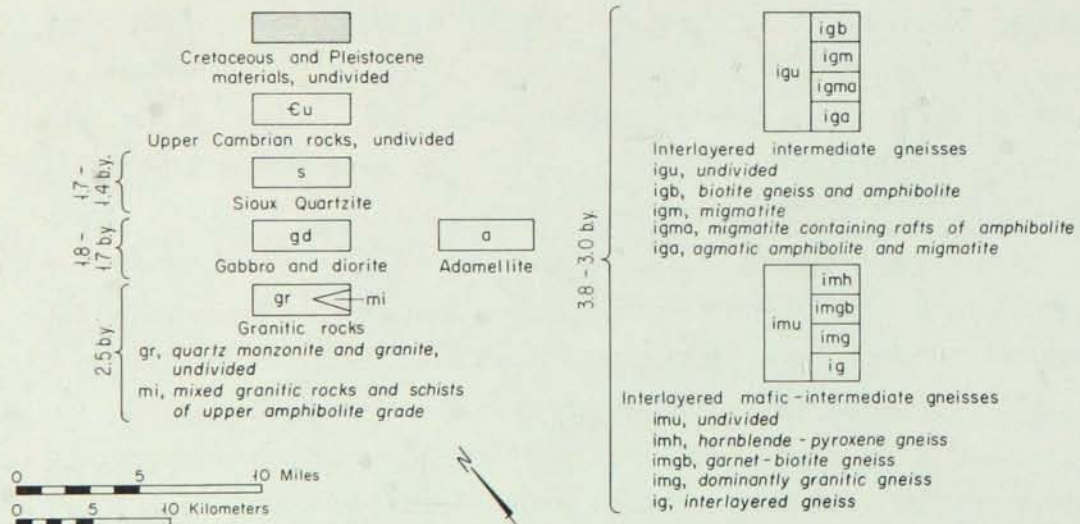 Cretaceous and Pleistocene
materials, undivided
Єu
Upper Cambrian rocks, undivided
1.7 -
1.4 b.y.
s
Sioux Quartzite
1.8 -
1.7 b.y.
gd
Gabbro and diorite
a
Adamellite
2.5 b.y.
gr
mi
Granitic rocks
gr, quartz monzonite and granite,
undivided
mi, mixed granitic rocks and schists
of upper amphibolite grade
0 5 10 Miles
0 5 10 Kilometers
N
3.8 - 3.0 b.y.
igu
igb
igm
igma
iga
Interlayered intermediate gneisses
igu, undivided
igb, biotite gneiss and amphibolite
igm, migmatite
igma, migmatite containing rafts of amphibolite
iga, agmatic amphibolite and migmatite
imu
imh
imgb
img
ig
Interlayered mafic-intermediate gneisses
imu, undivided
imh, hornblende-pyroxene gneiss
imgb, garnet-biotite gneiss
img, dominantly granitic gneiss
ig, interlayered gneiss